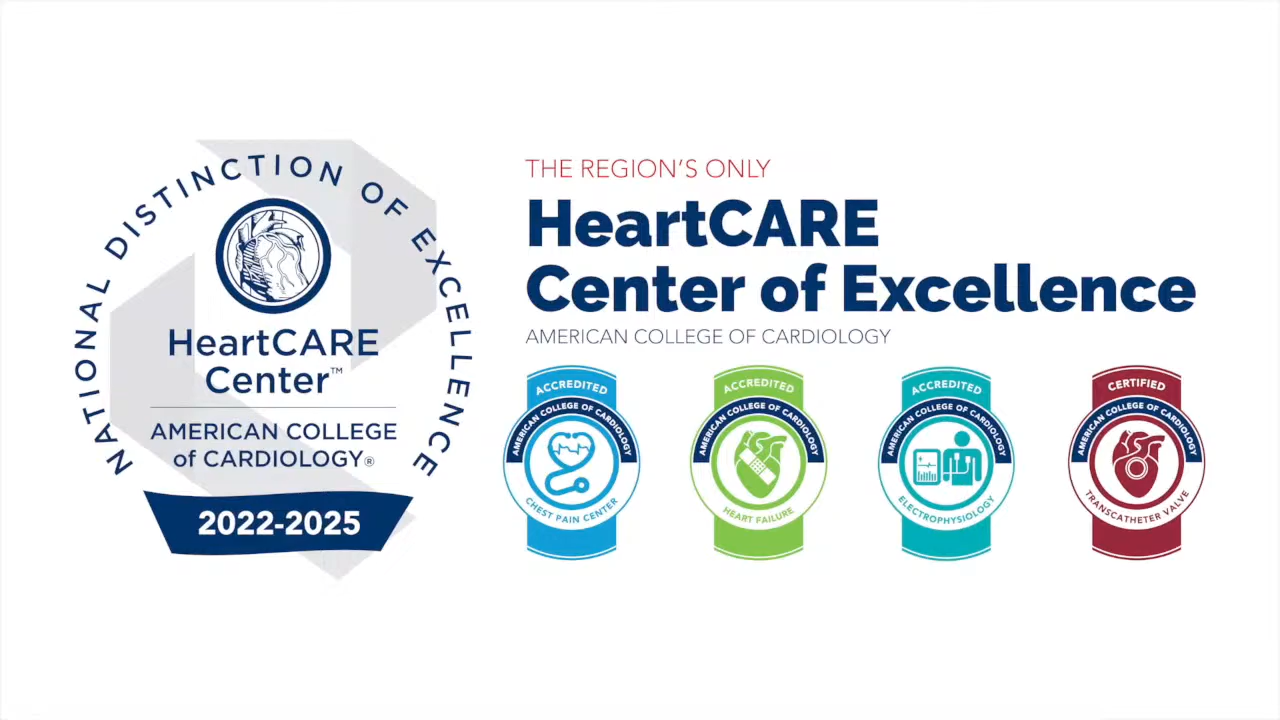 NATIONAL DISTINCTION OF EXCELLENCE
HeartCARE
Center™
AMERICAN COLLEGE
of CARDIOLOGY®
2022-2025
THE REGION'S ONLY
HeartCARE
Center of Excellence
AMERICAN COLLEGE OF CARDIOLOGY
ACCREDITED
AMERICAN COLLEGE OF CARDIOLOGY
CHEST PAIN CENTER
ACCREDITED
AMERICAN COLLEGE OF CARDIOLOGY
HEART FAILURE
ACCREDITED
AMERICAN COLLEGE OF CARDIOLOGY
ELECTROPHYSIOLOGY
CERTIFIED
AMERICAN COLLEGE OF CARDIOLOGY
TRANSCATHETER VALVE